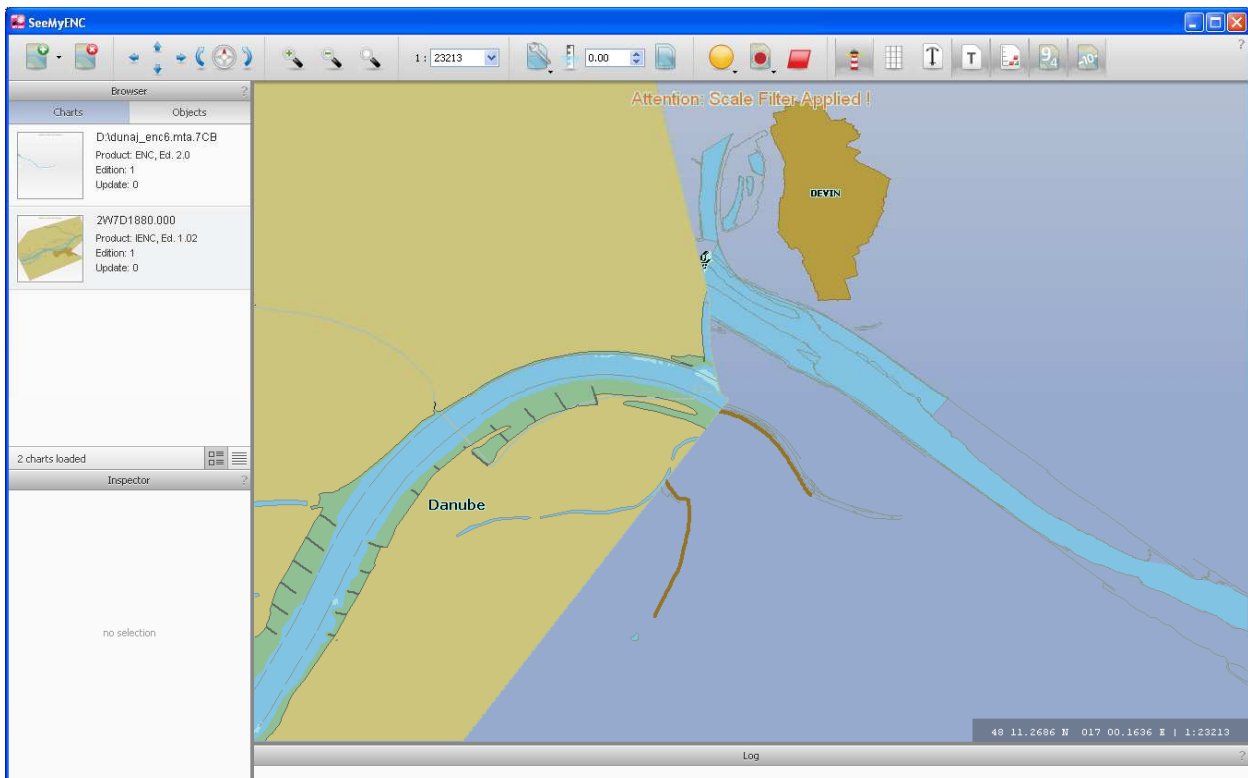 SeeMyENC
1 : 23213
0.00
?
Browser ?
Charts Objects
D:\dunaj_enc6.mta.7CB
Product: ENC, Ed. 2.0
Edition: 1
Update: 0
2W7D1880.000
Product: IENC, Ed. 1.02
Edition: 1
Update: 0
2 charts loaded
Inspector ?
no selection
Attention: Scale Filter Applied !
DEVIN
Danube
48 11.2686 N 017 00.1636 E | 1:23213
Log ?